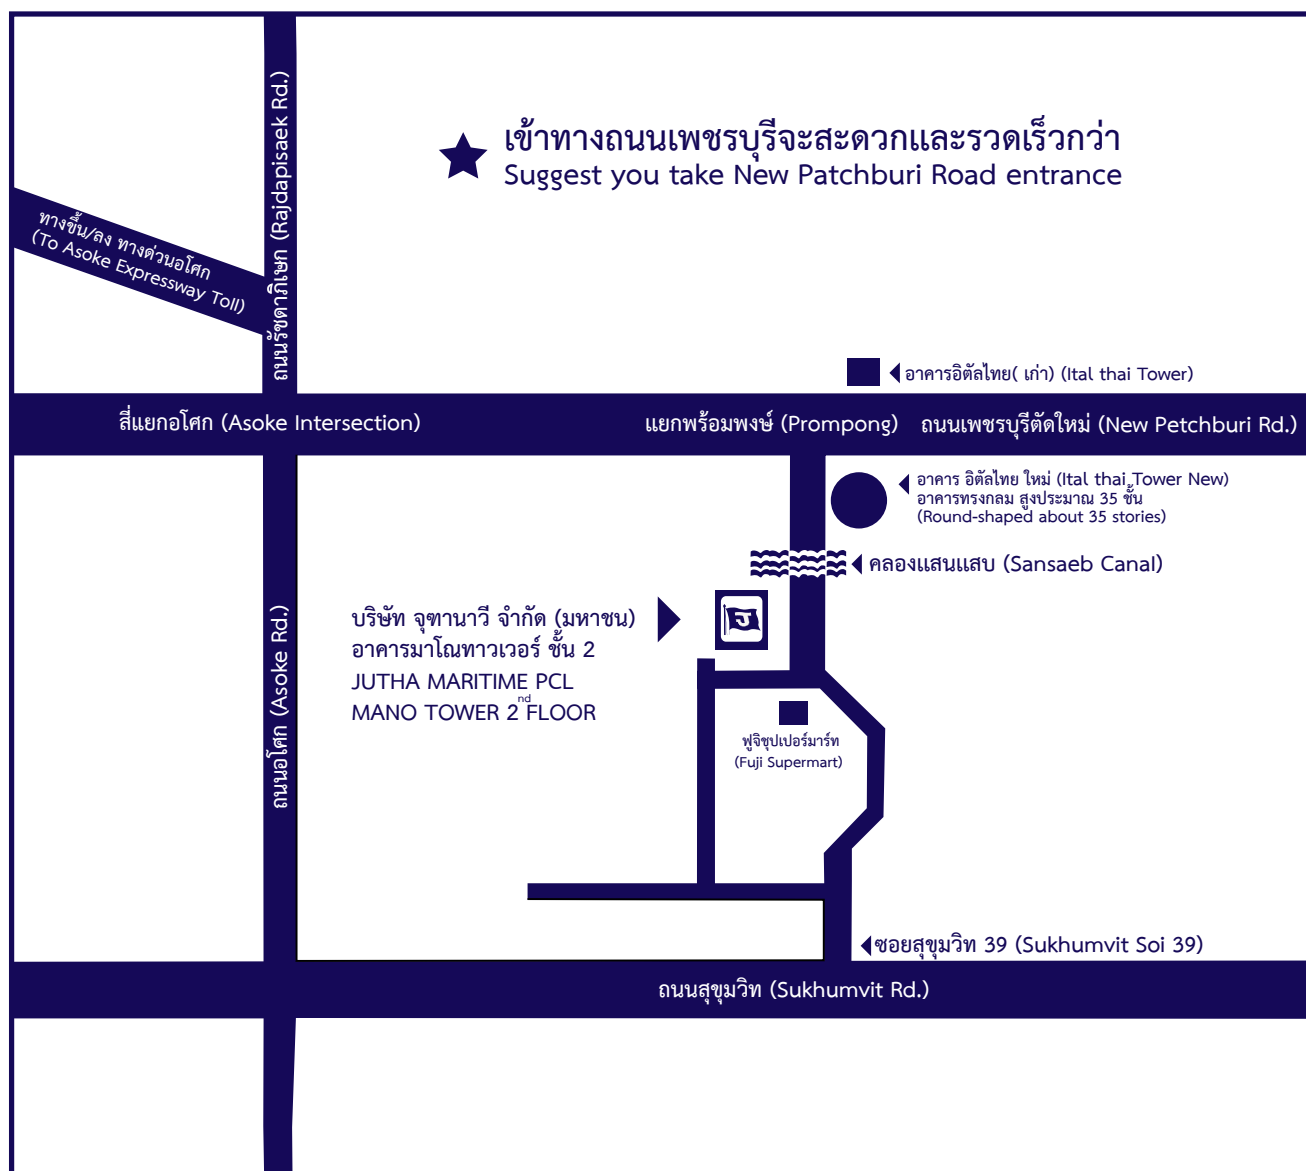 เข้าทางถนนเพชรบุรีจะสะดวกและรวดเร็วกว่า
Suggest you take New Patchburi Road entrance
ถนนรัชดาภิเษก (Rajdapisaek Rd.)
ทางขึ้น/ลง ทางด่วนอโศก
(To Asoke Expressway Toll)
อาคารอิตัลไทย( เก่า) (Ital thai Tower)
สี่แยกอโศก (Asoke Intersection)
แยกพร้อมพงษ์ (Prompong)
ถนนเพชรบุรีตัดใหม่ (New Petchburi Rd.)
อาคาร อิตัลไทย ใหม่ (Ital thai Tower New)
อาคารทรงกลม สูงประมาณ 35 ชั้น
(Round-shaped about 35 stories)
คลองแสนแสบ (Sansaeb Canal)
J
บริษัท จุฑานาวี จำกัด (มหาชน)
อาคารมาโณทาวเวอร์ ชั้น 2
JUTHA MARITIME PCL
MANO TOWER 2nd FLOOR
ถนนอโศก (Asoke Rd.)
ฟูจิซุปเปอร์มาร์ท
(Fuji Supermart)
ซอยสุขุมวิท 39 (Sukhumvit Soi 39)
ถนนสุขุมวิท (Sukhumvit Rd.)